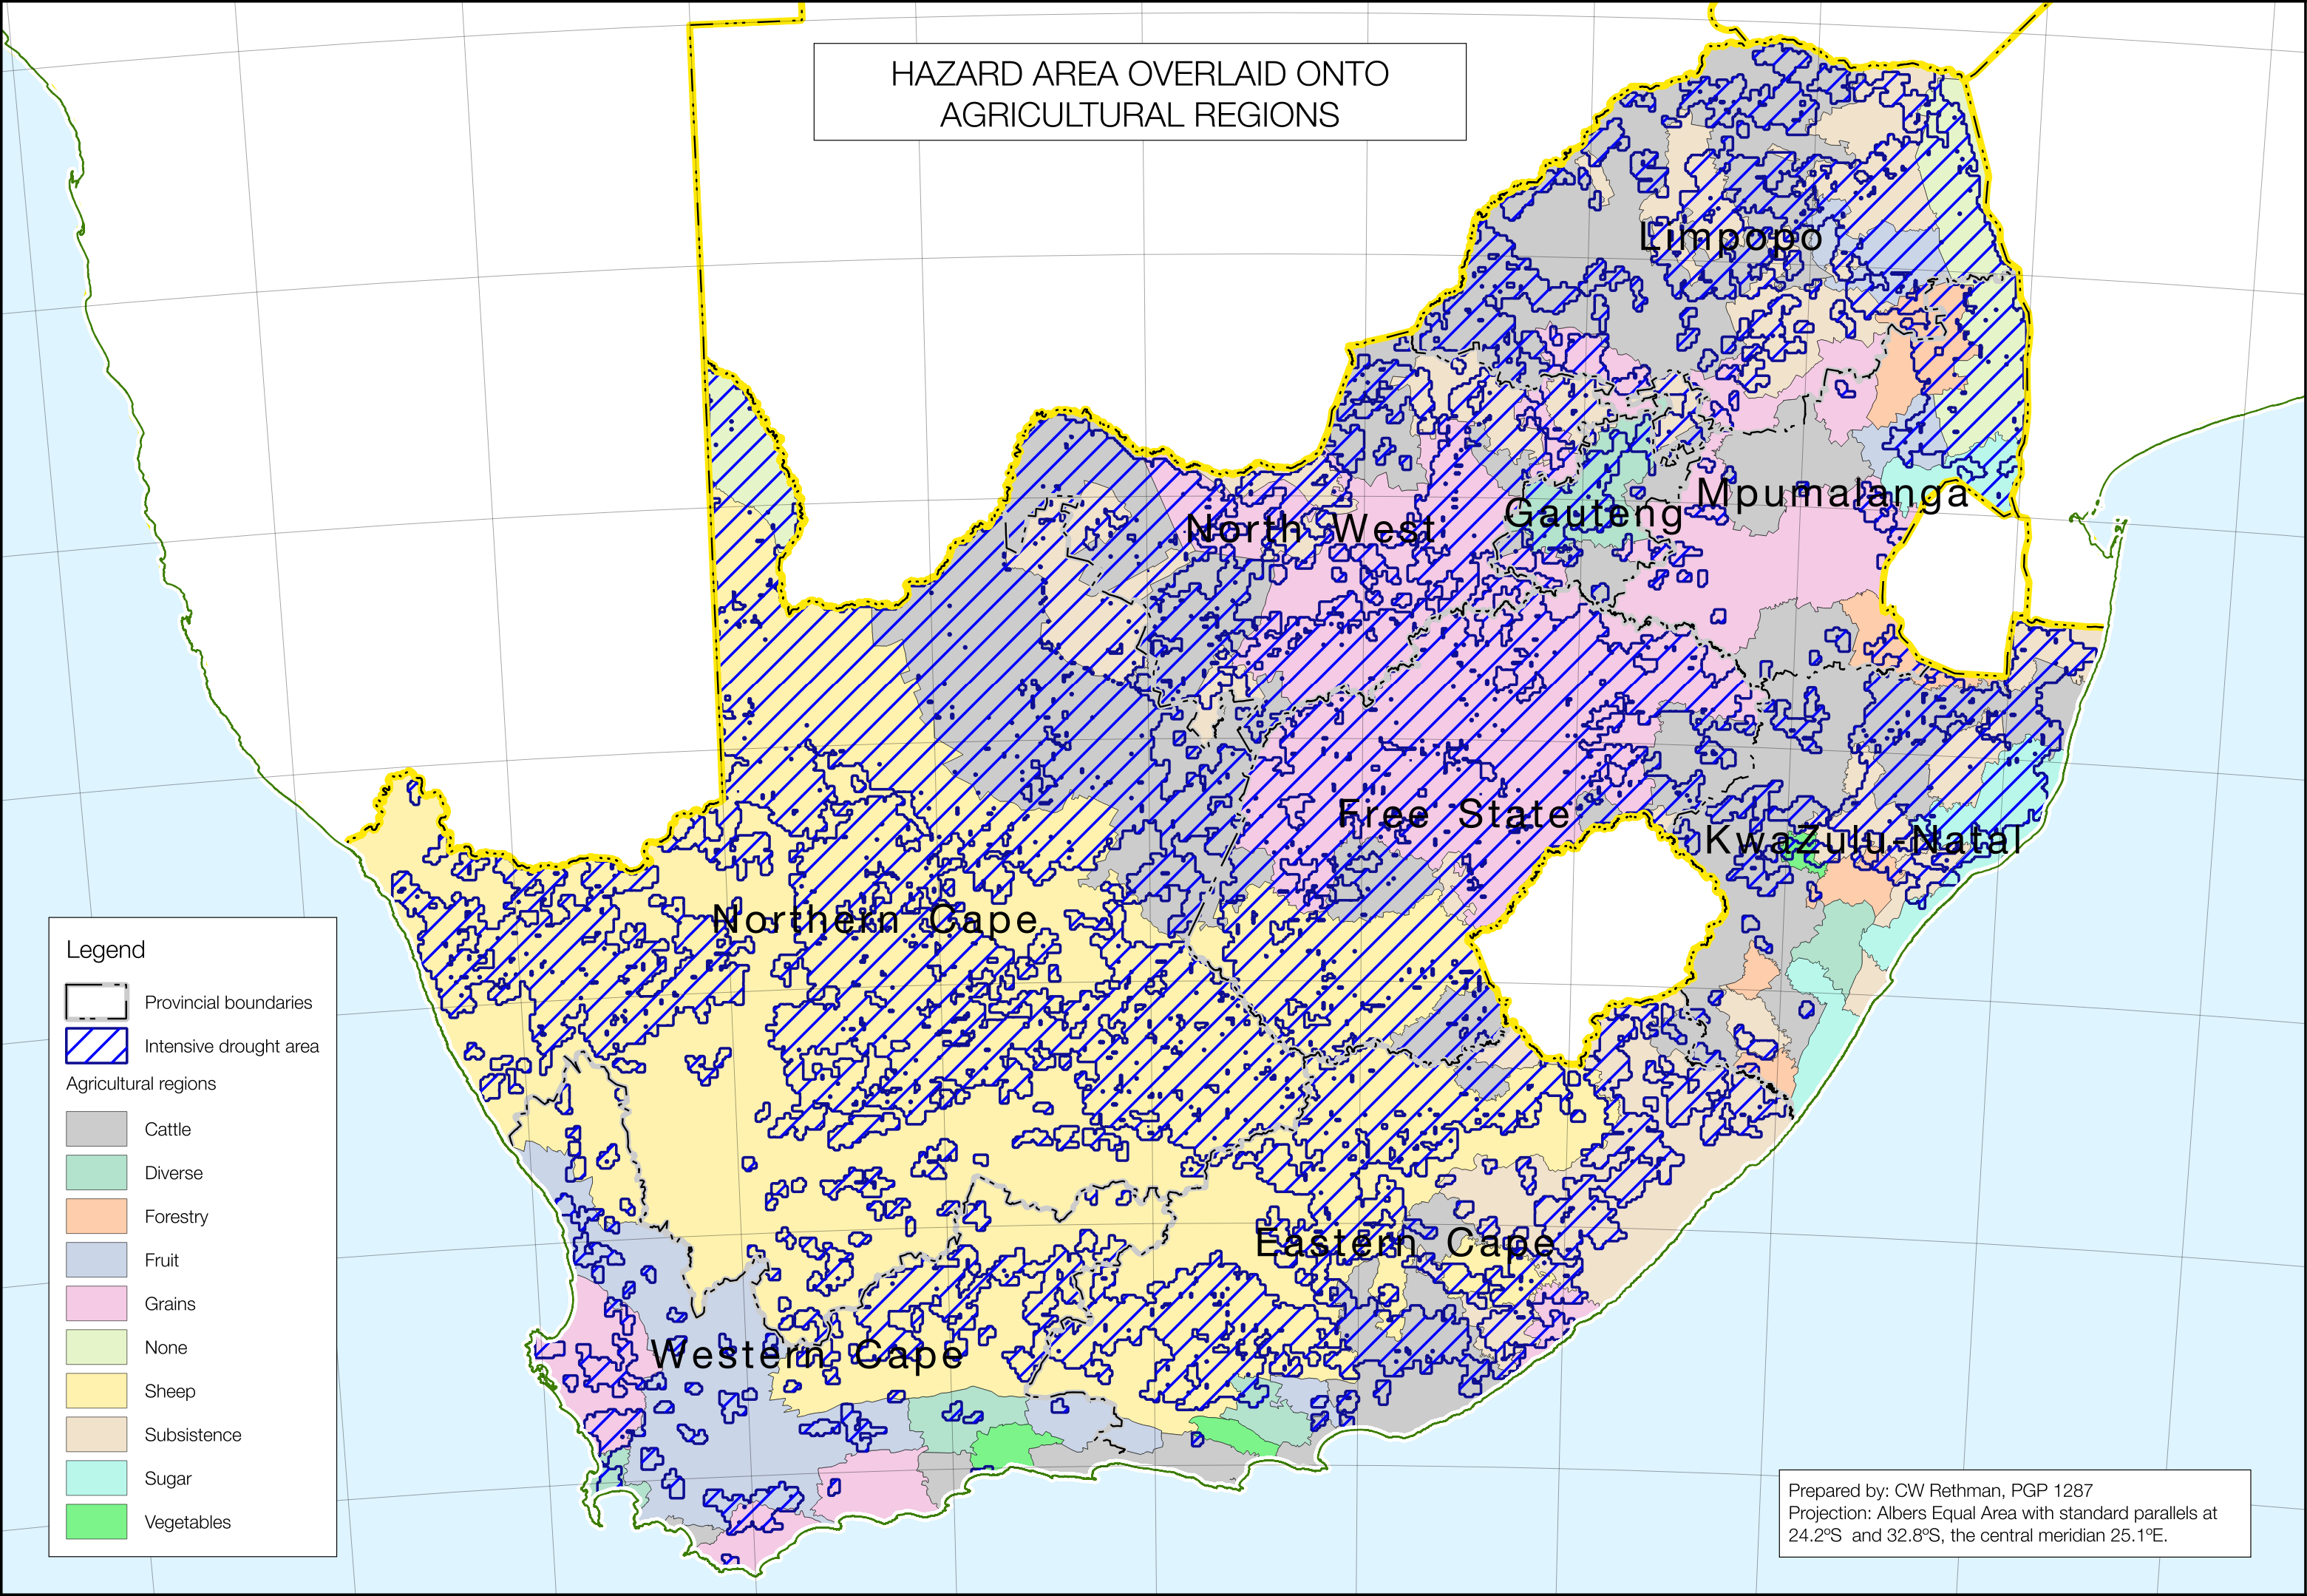 HAZARD AREA OVERLAID ONTO
AGRICULTURAL REGIONS
Limpopo
Mpumalanga
Gauteng
North West
Free State
KwaZulu-Natal
Northern Cape
Eastern Cape
Western Cape
Legend
Provincial boundaries
Intensive drought area
Agricultural regions
Cattle
Diverse
Forestry
Fruit
Grains
None
Sheep
Subsistence
Sugar
Vegetables
Prepared by: CW Rethman, PGP 1287
Projection: Albers Equal Area with standard parallels at
24.2ºS and 32.8ºS, the central meridian 25.1ºE.